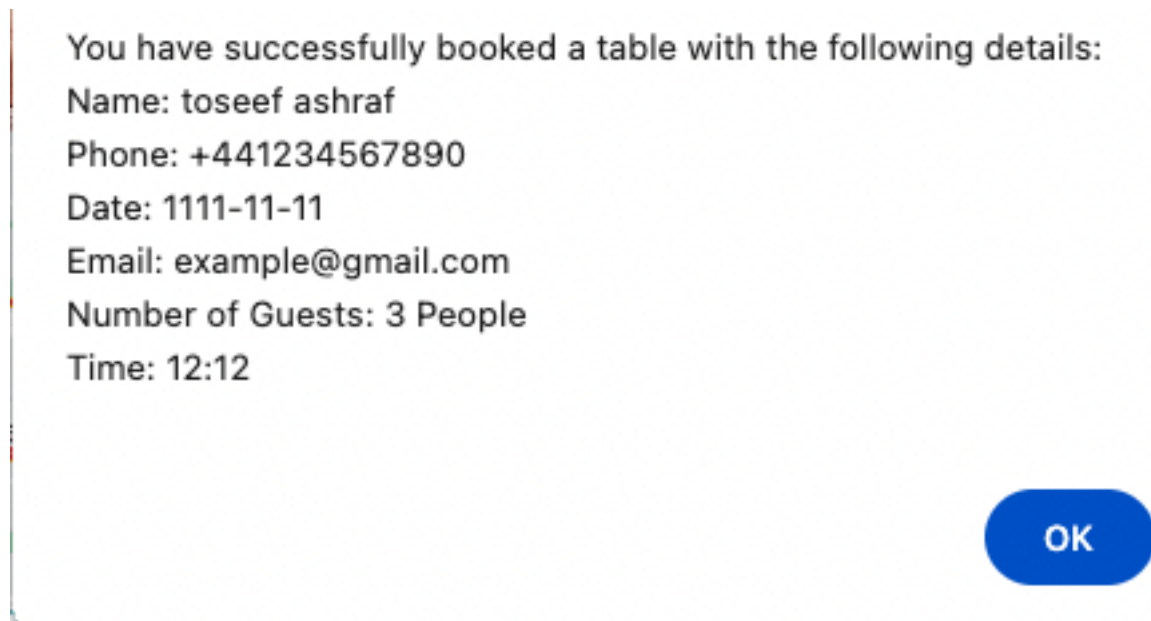 You have successfully booked a table with the following details:
Name: toseef ashraf
Phone: +441234567890
Date: 1111-11-11
Email: example@gmail.com
Number of Guests: 3 People
Time: 12:12
OK